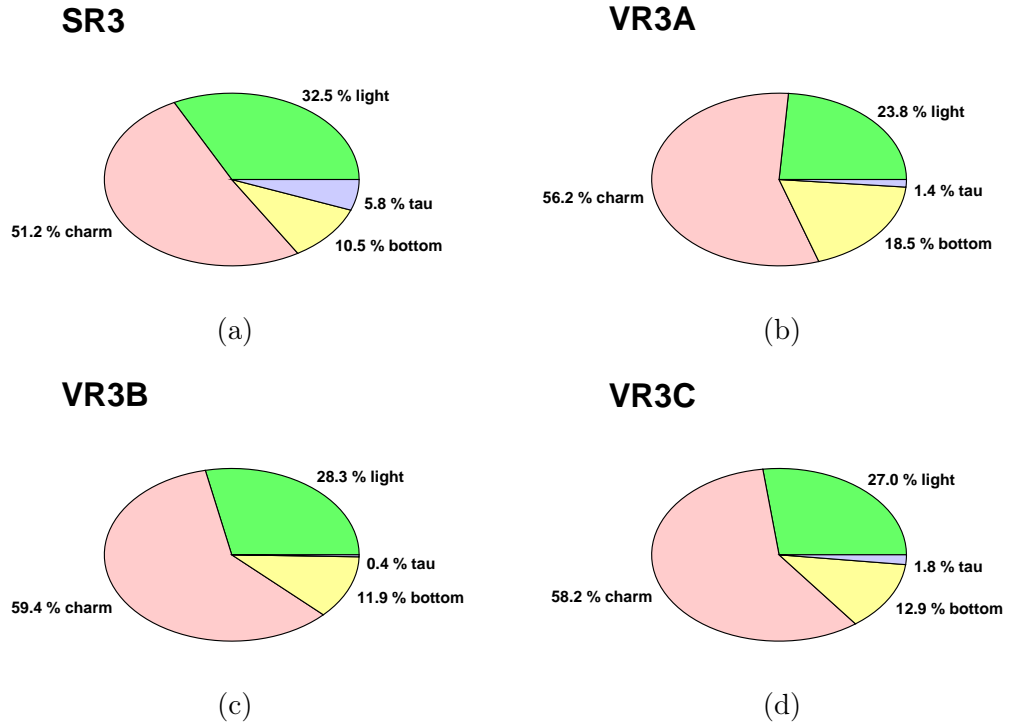 SR3
32.5 % light
51.2 % charm
5.8 % tau
10.5 % bottom
(a)
VR3A
23.8 % light
56.2 % charm
1.4 % tau
18.5 % bottom
(b)
VR3B
28.3 % light
59.4 % charm
0.4 % tau
11.9 % bottom
(c)
VR3C
27.0 % light
58.2 % charm
1.8 % tau
12.9 % bottom
(d)